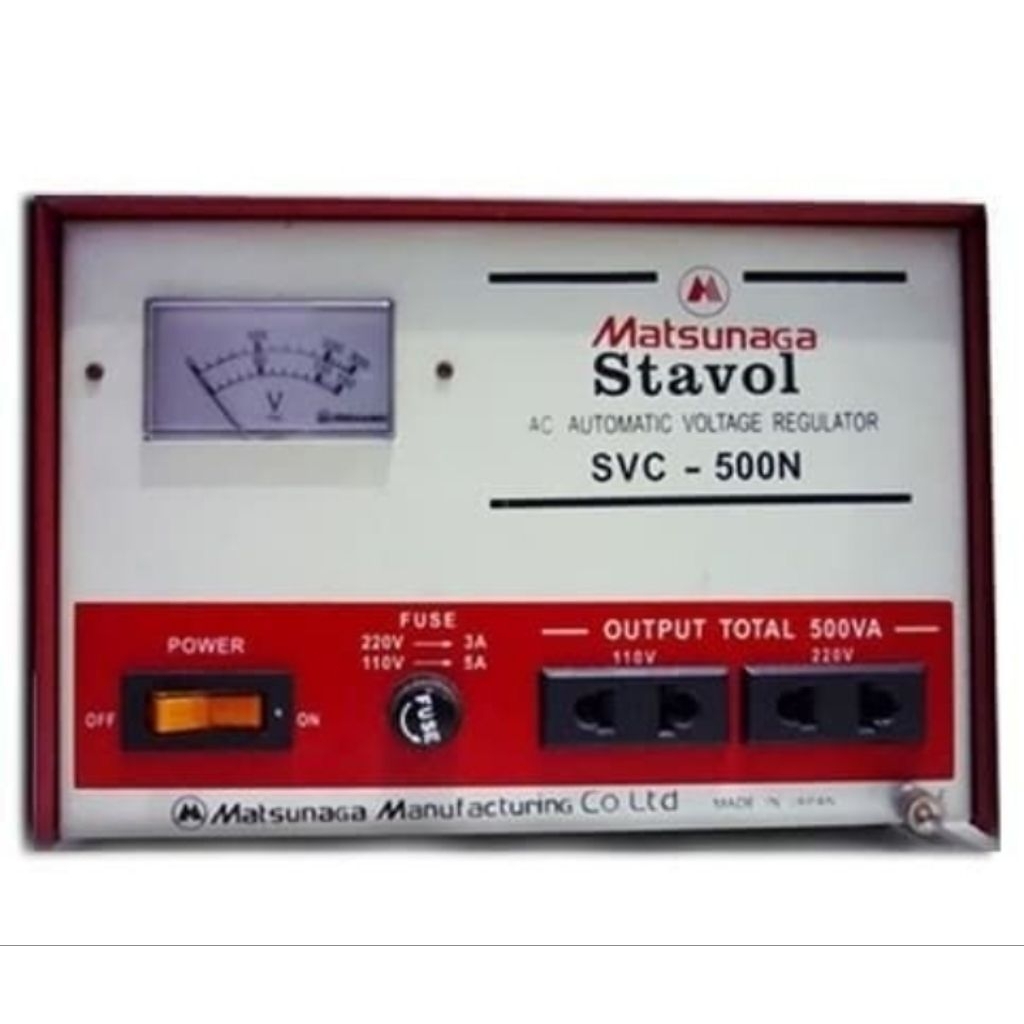 Matsunaga
Stavol
AC AUTOMATIC VOLTAGE REGULATOR
SVC - 500N
V
POWER
OFF
ON
FUSE
220V → 3A
110V → 5A
FUSE
OUTPUT TOTAL 500VA
110V
220V
Matsunaga Manufacturing Co Ltd
MADE IN JAPAN